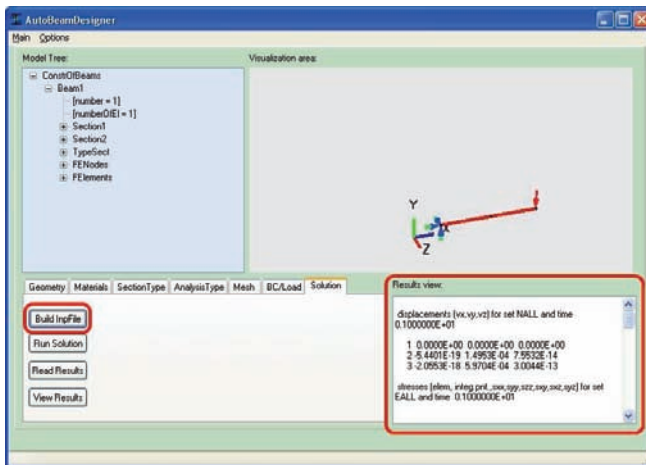 AutoBeamDesigner
Main Options
Model Tree:
Visualization area:
ConstrOfBeams
Beam1
[number = 1]
[numberOfEl = 1]
Section1
Section2
TypeSect
FENodes
FElements
Y
X
Z
Geometry Materials SectionType AnalysisType Mesh BC/Load Solution
Build InpFile
Run Solution
Read Results
View Results
Results view:
displacements (vx,vy,vz) for set NALL and time
0.1000000E+01
1 0.0000E+00 0.0000E+00 0.0000E+00
2 -5.4401E-19 1.4953E-04 7.5532E-14
3 -2.0553E-18 5.9704E-04 3.0044E-13
stresses (elem, integ.pnt.,sxx,syy,szz,sxy,sxz,syz) for set
EALL and time 0.1000000E+01